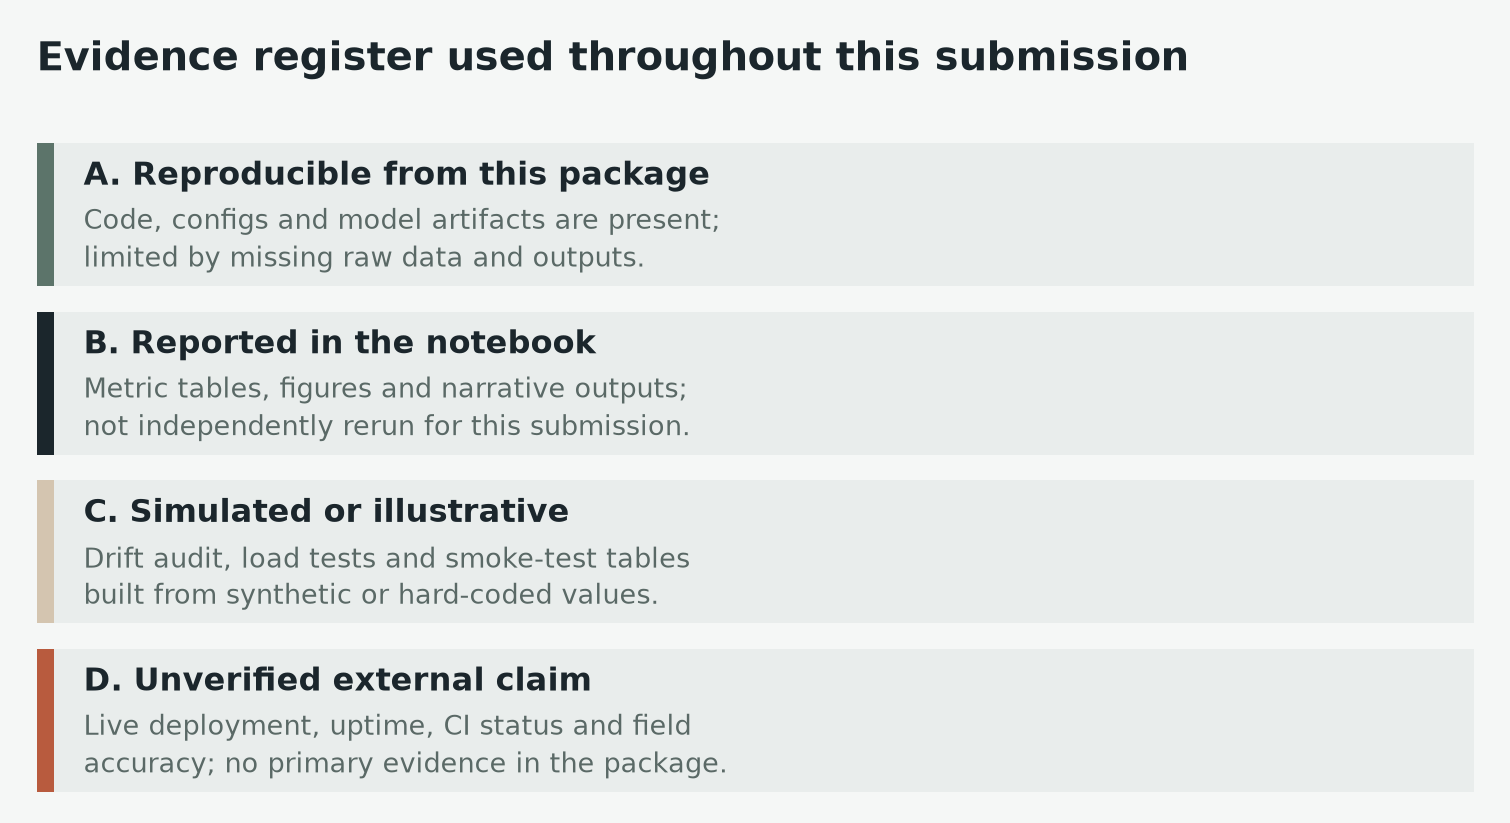 Evidence register used throughout this submission
A. Reproducible from this package
Code, configs and model artifacts are present;
limited by missing raw data and outputs.
B. Reported in the notebook
Metric tables, figures and narrative outputs;
not independently rerun for this submission.
C. Simulated or illustrative
Drift audit, load tests and smoke-test tables
built from synthetic or hard-coded values.
D. Unverified external claim
Live deployment, uptime, CI status and field
accuracy; no primary evidence in the package.